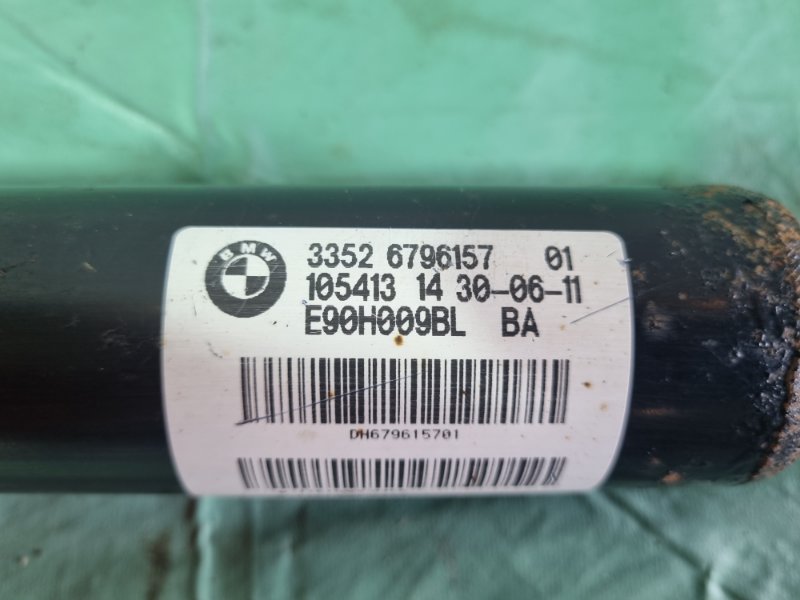 BMW
3352 6796157 01
105413 14 30-06-11
E90H009BL BA
DH679615701